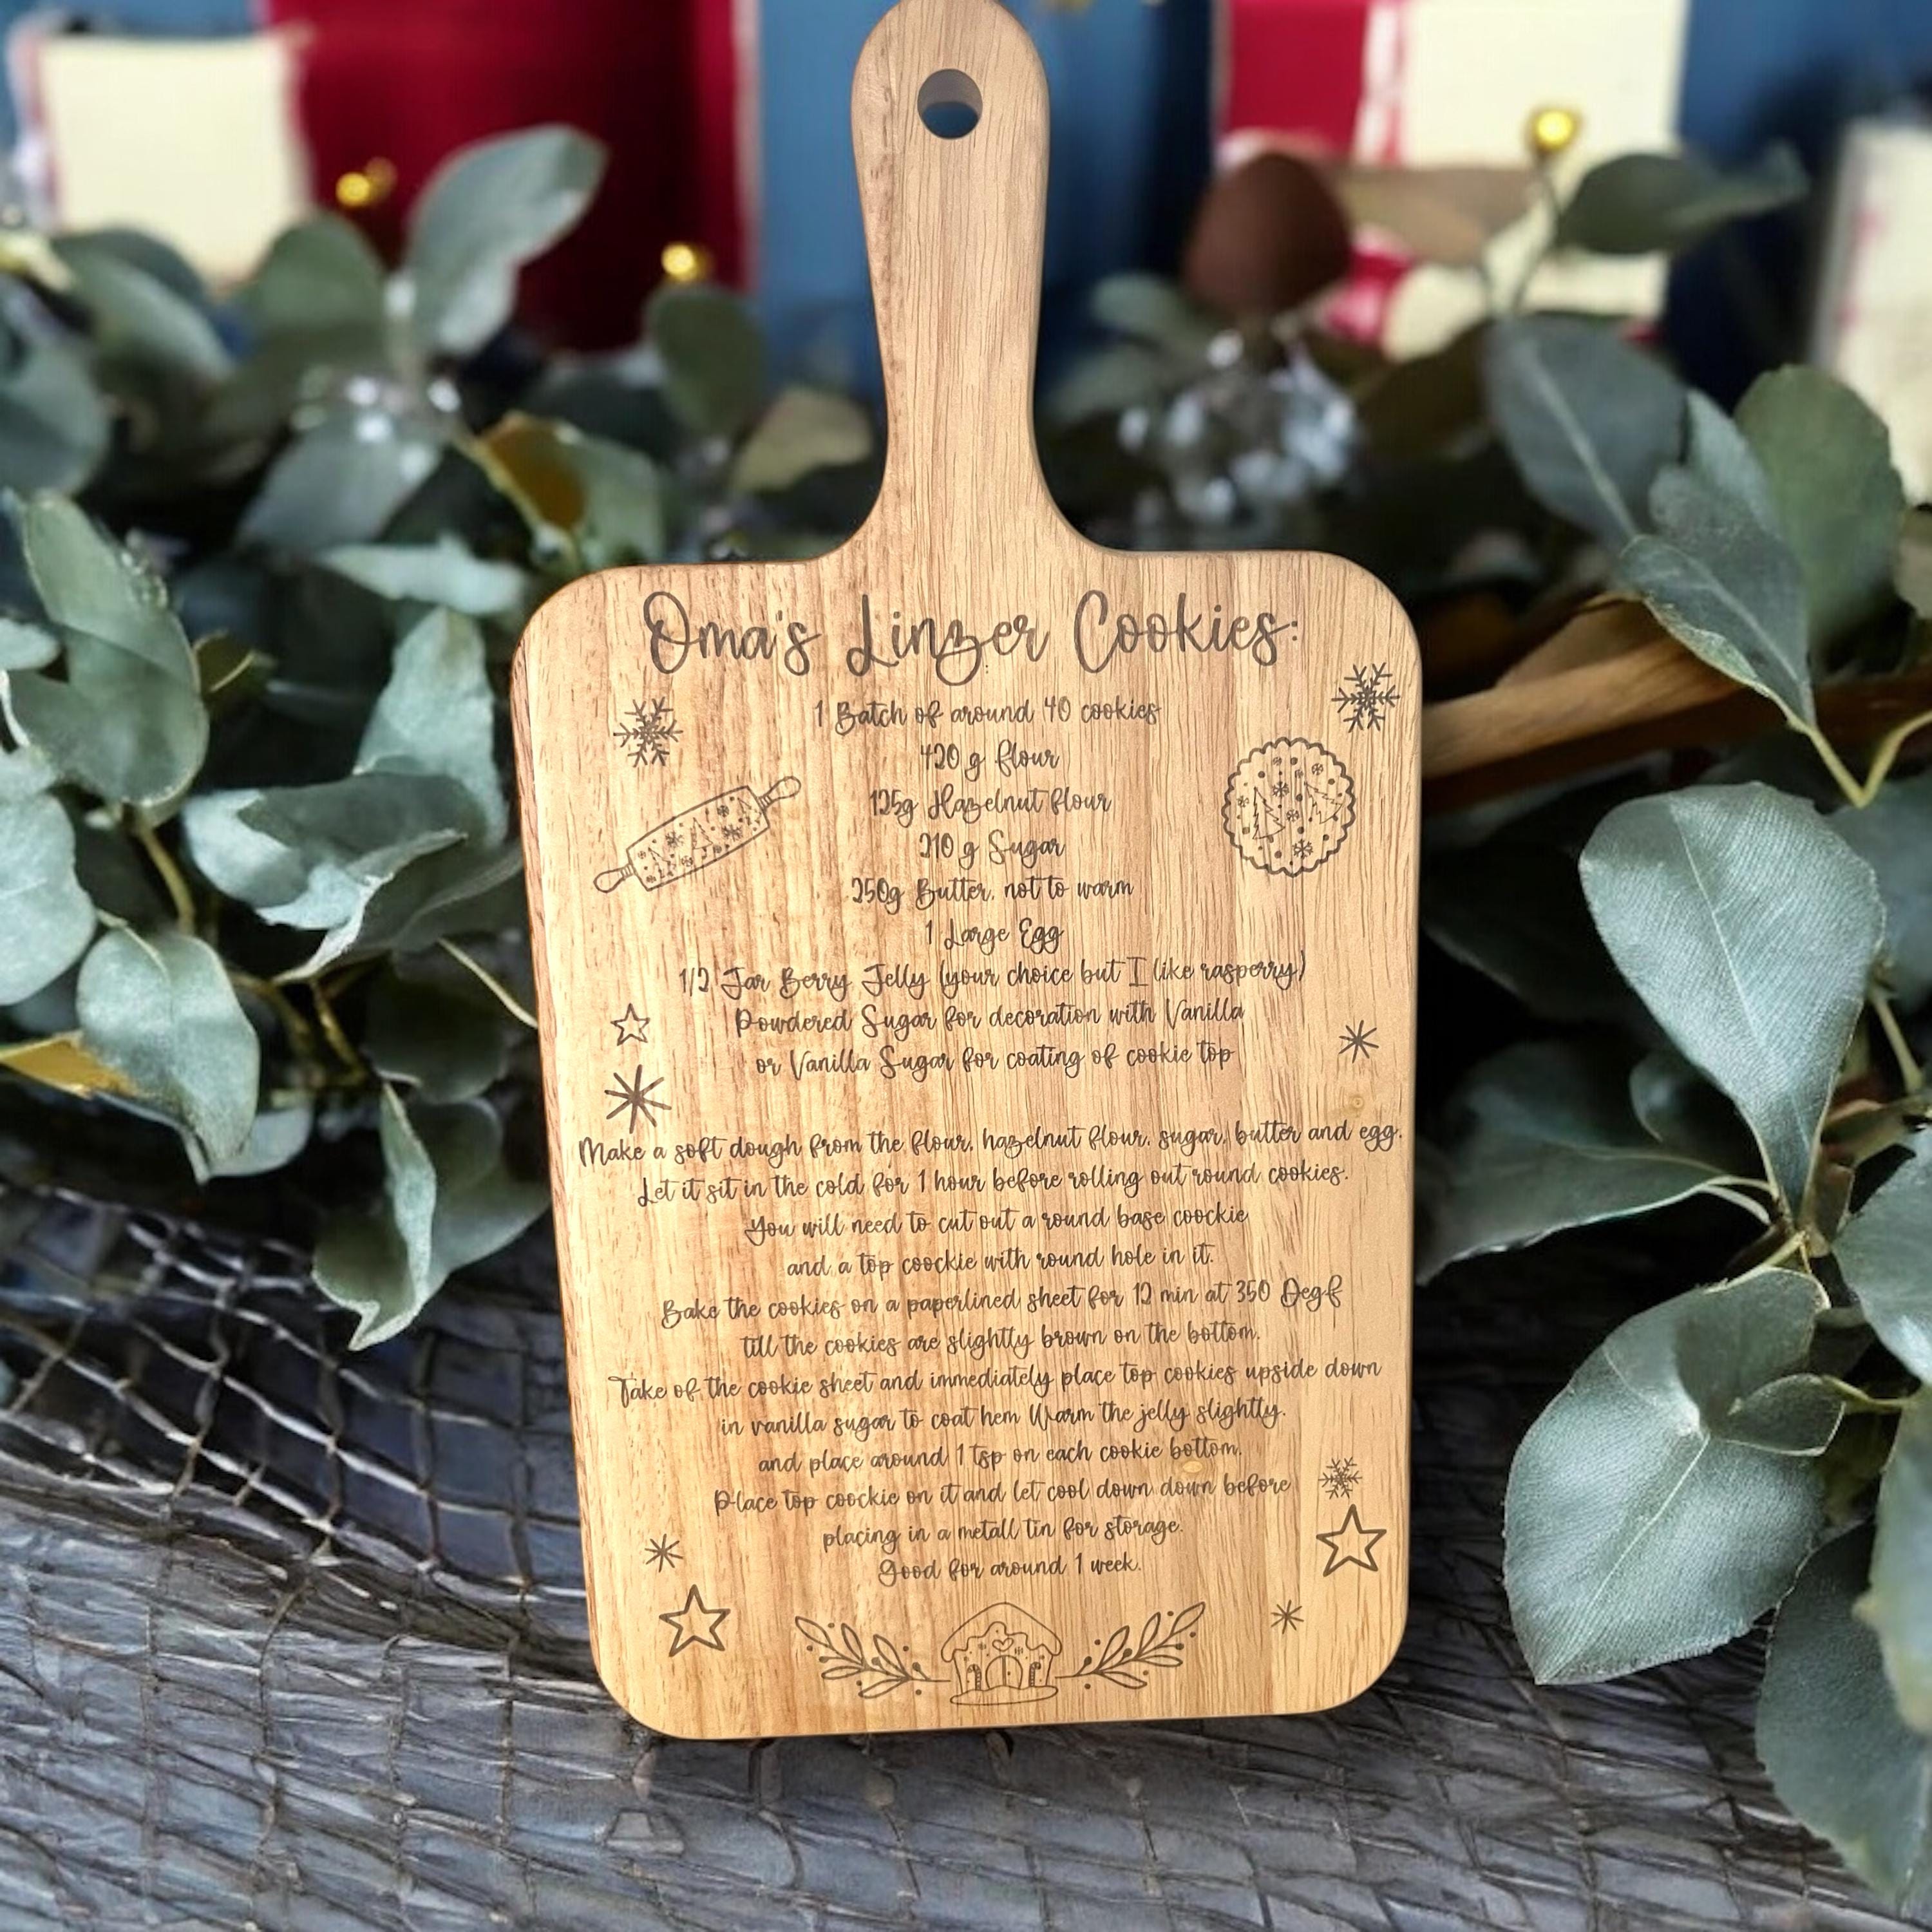 Oma's Linzer Cookies:
1 Batch of around 40 cookies
420 g flour
125g Hazelnut flour
210 g Sugar
250g Butter, not to warm
1 Large Egg
1/2 Jar Berry Jelly (your choice but I like rasperry)
Powdered Sugar for decoration with Vanilla
or Vanilla Sugar for coating of cookie top
Make a soft dough from the flour, hazelnut flour, sugar, butter and egg.
Let it sit in the cold for 1 hour before rolling out round cookies.
You will need to cut out a round base coockie
and a top coockie with round hole in it.
Bake the cookies on a paperlined sheet for 12 min at 350 Deg F
till the cookies are slightly brown on the bottom.
Take of the cookie sheet and immediately place top cookies upside down
in vanilla sugar to coat hem Warm the jelly slightly.
and place around 1 tsp on each cookie bottom.
Place top coockie on it and let cool down down before
placing in a metall tin for storage.
Good for around 1 week.